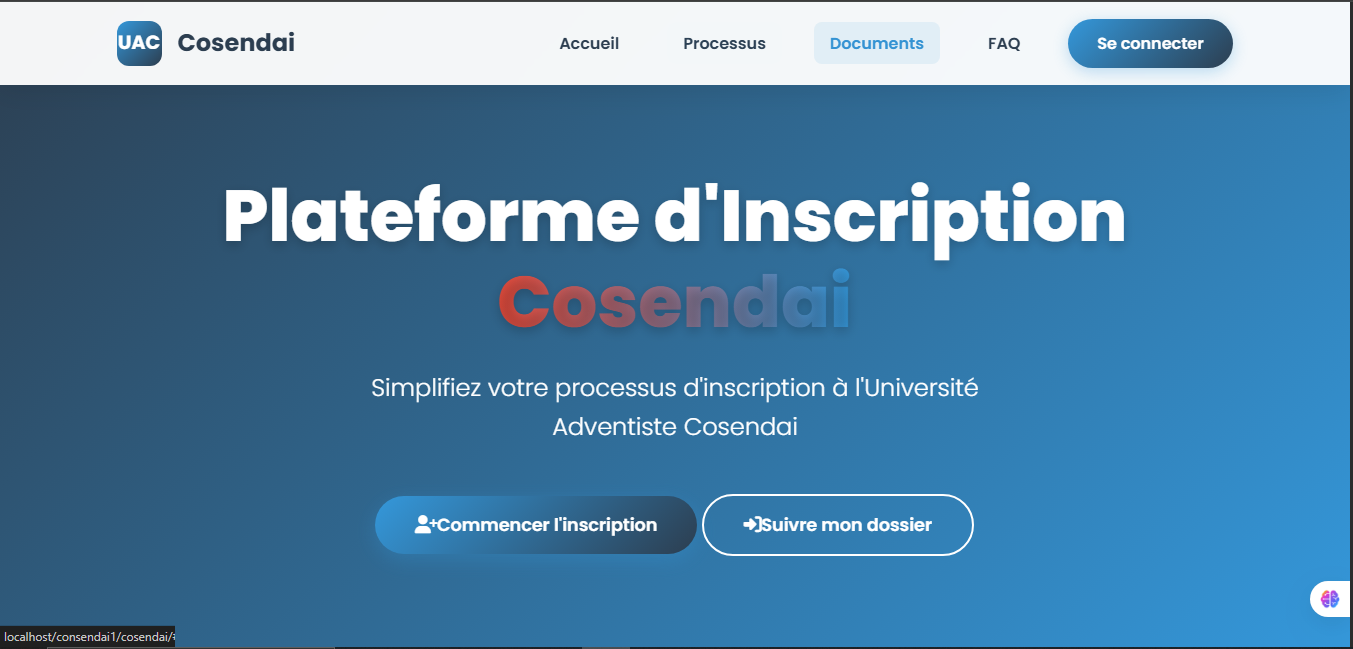 UAC Cosendai Accueil Processus Documents FAQ Se connecter
Plateforme d'Inscription
Cosendai
Simplifiez votre processus d'inscription à l'Université
Adventiste Cosendai
Commencer l'inscription Suivre mon dossier
localhost/consendai1/cosendai/#